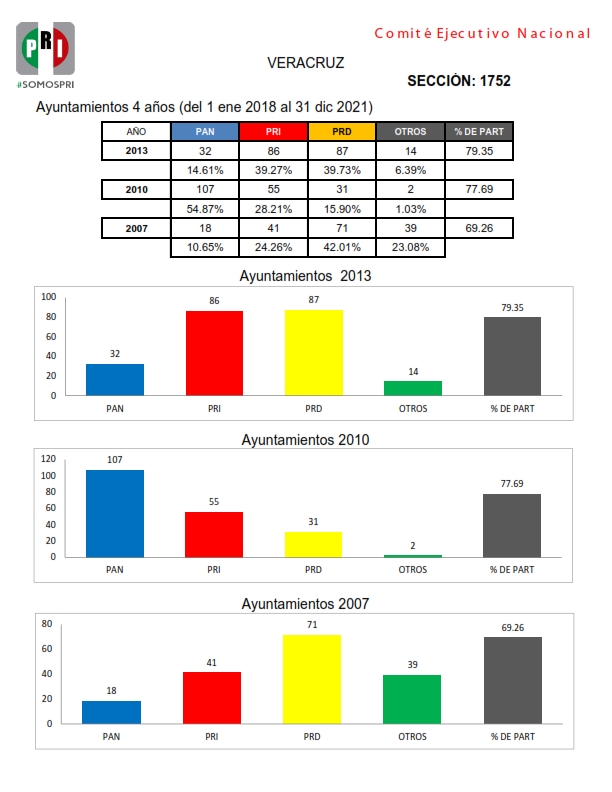 Comité Ejecutivo Nacional
PRI
#SOMOSPRI
VERACRUZ
SECCIÓN: 1752
Ayuntamientos 4 años (del 1 ene 2018 al 31 dic 2021)
AÑO PAN PRI PRD OTROS % DE PART
2013 32 86 87 14 79.35
14.61% 39.27% 39.73% 6.39%
2010 107 55 31 2 77.69
54.87% 28.21% 15.90% 1.03%
2007 18 41 71 39 69.26
10.65% 24.26% 42.01% 23.08%
Ayuntamientos 2013
100
80
60
40
20
0
32 86 87 14 79.35
PAN PRI PRD OTROS % DE PART
Ayuntamientos 2010
120
100
80
60
40
20
0
107 55 31 2 77.69
PAN PRI PRD OTROS % DE PART
Ayuntamientos 2007
80
60
40
20
0
18 41 71 39 69.26
PAN PRI PRD OTROS % DE PART